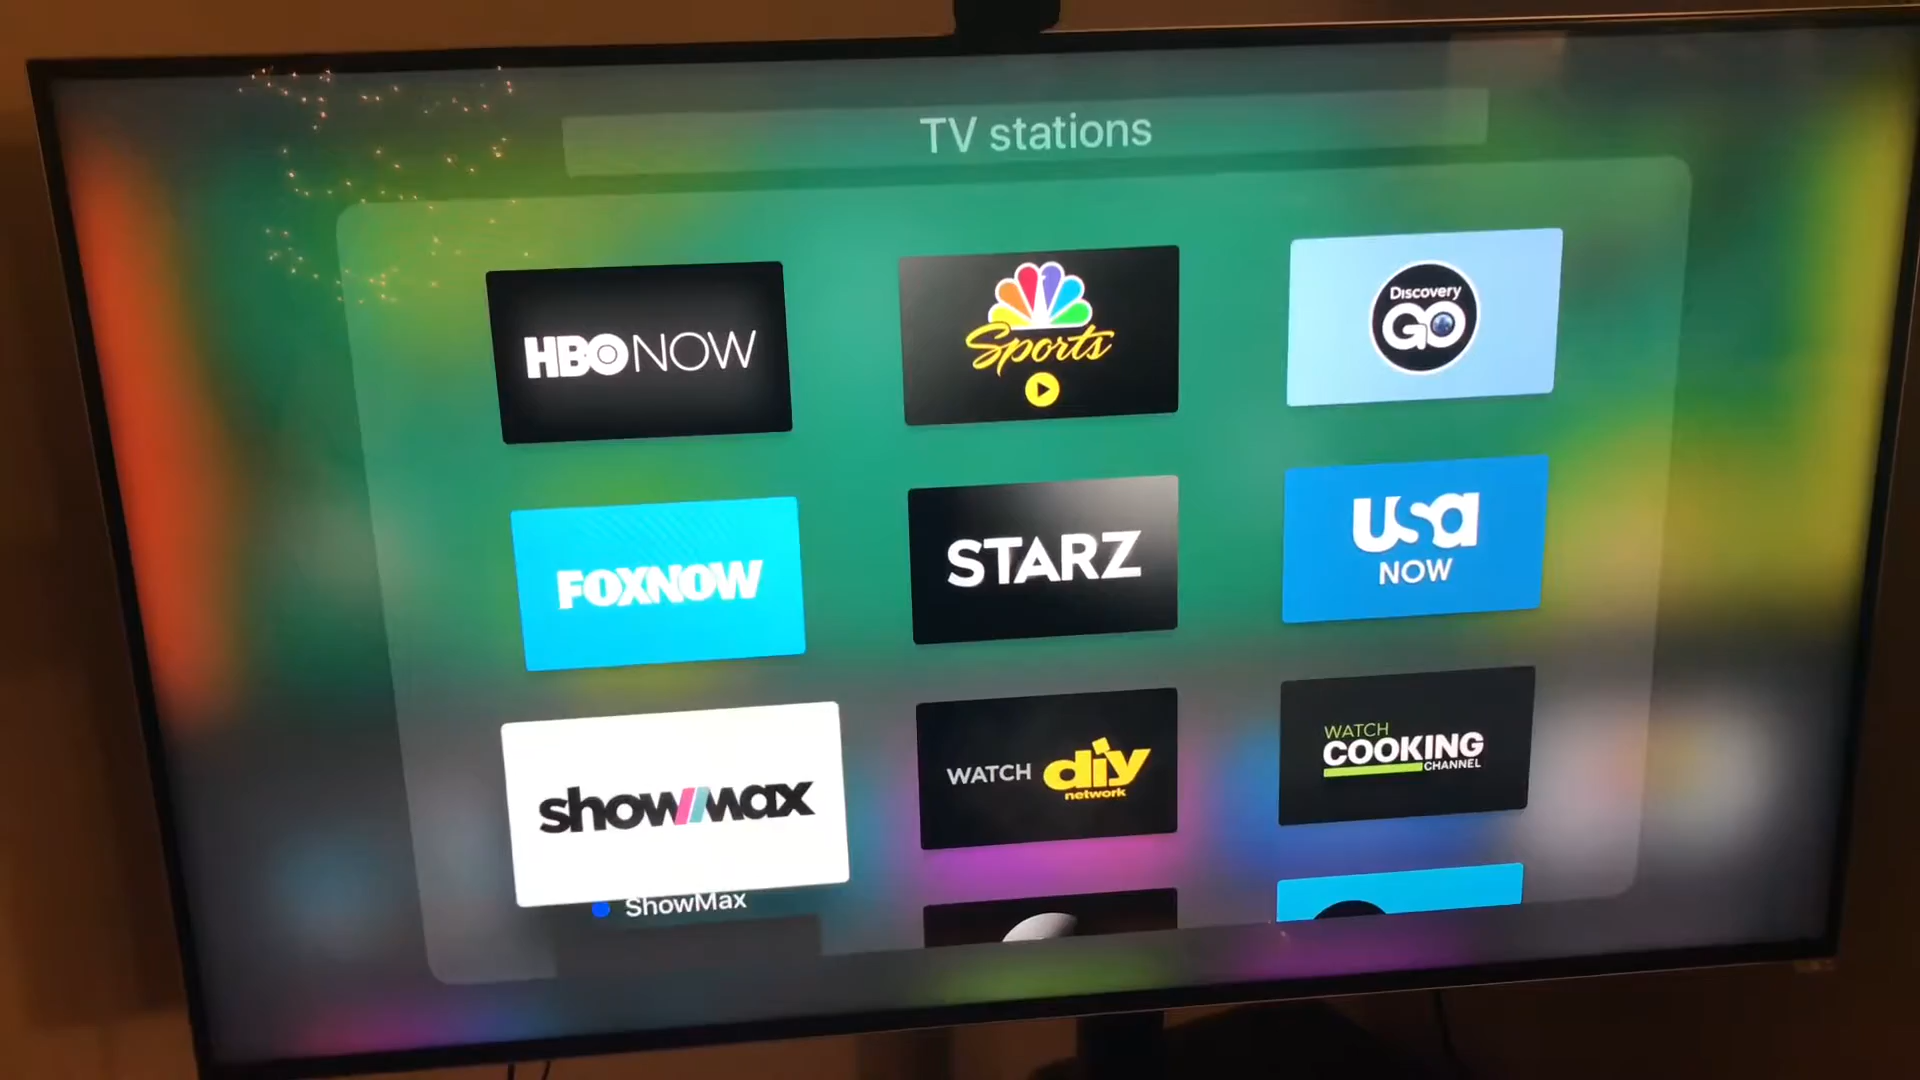 TV stations
HBO NOW
Sports
Discovery
GO
FOXNOW
STARZ
usa
NOW
showmax
WATCH diy
network
WATCH
COOKING
CHANNEL
ShowMax